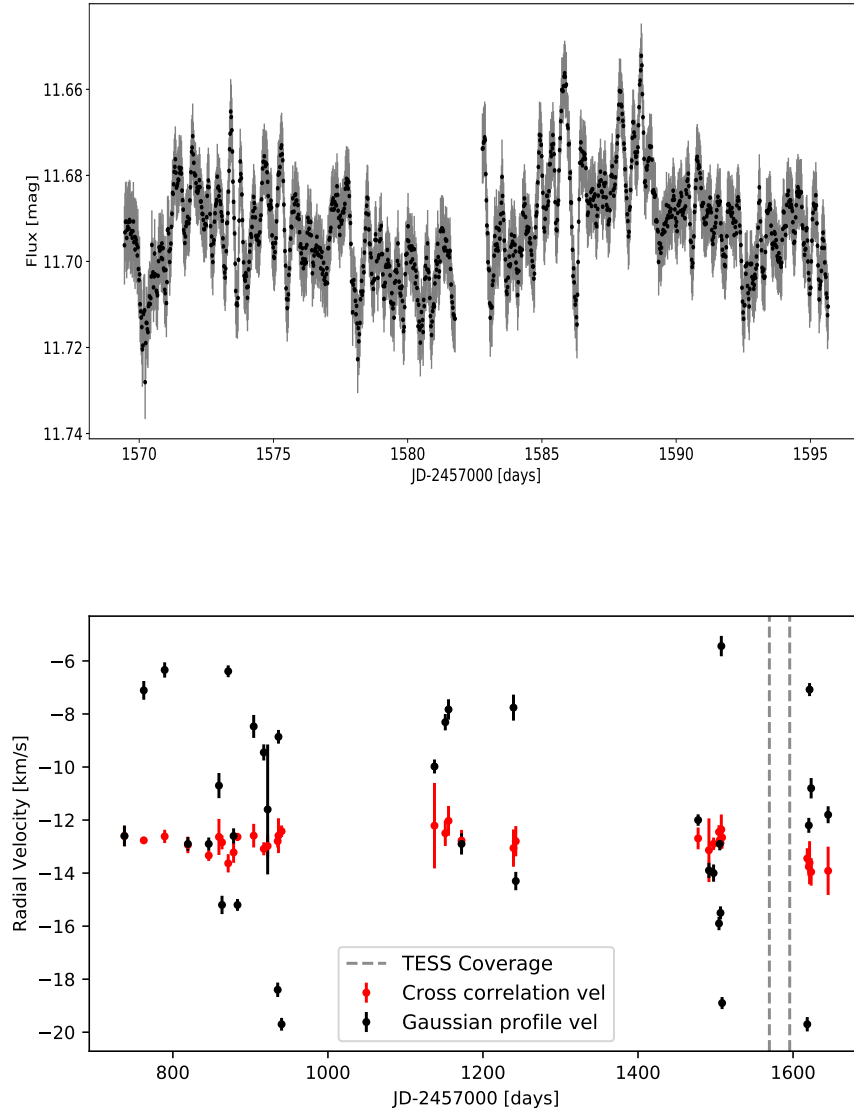 11.66
11.68
11.70
11.72
11.74
Flux [mag]
1570 1575 1580 1585 1590 1595
JD-2457000 [days]
−6
−8
−10
−12
−14
−16
−18
−20
Radial Velocity [km/s]
TESS Coverage
Cross correlation vel
Gaussian profile vel
800 1000 1200 1400 1600
JD-2457000 [days]